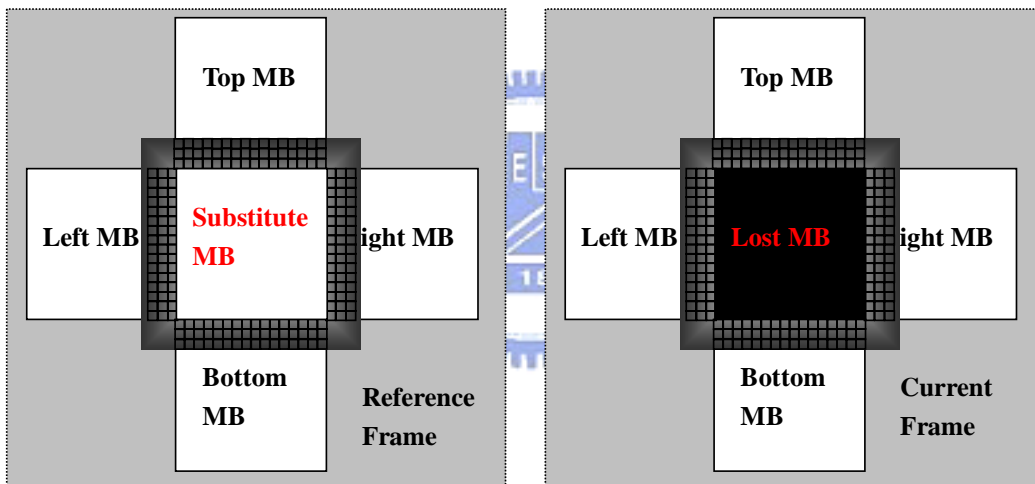 Top MB
Left MB
Substitute
MB
ight MB
Bottom
MB
Reference
Frame
Top MB
Left MB
Lost MB
ight MB
Bottom
MB
Current
Frame
E